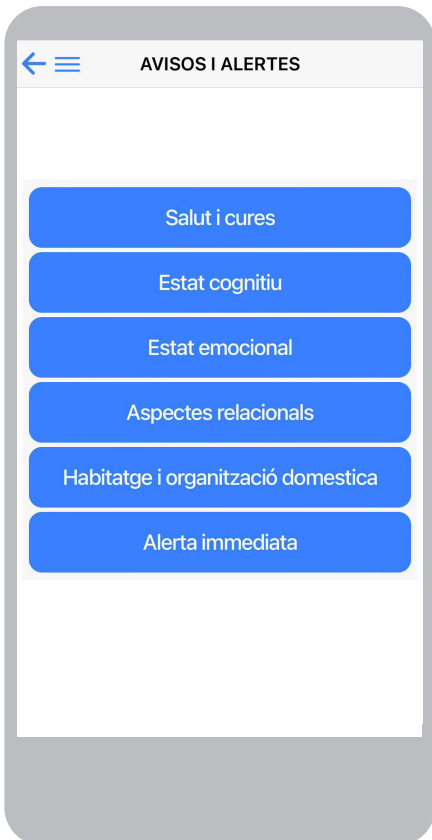 AVISOS I ALERTES
Salut i cures
Estat cognitiu
Estat emocional
Aspectes relacionals
Habitatge i organització domestica
Alerta immediata